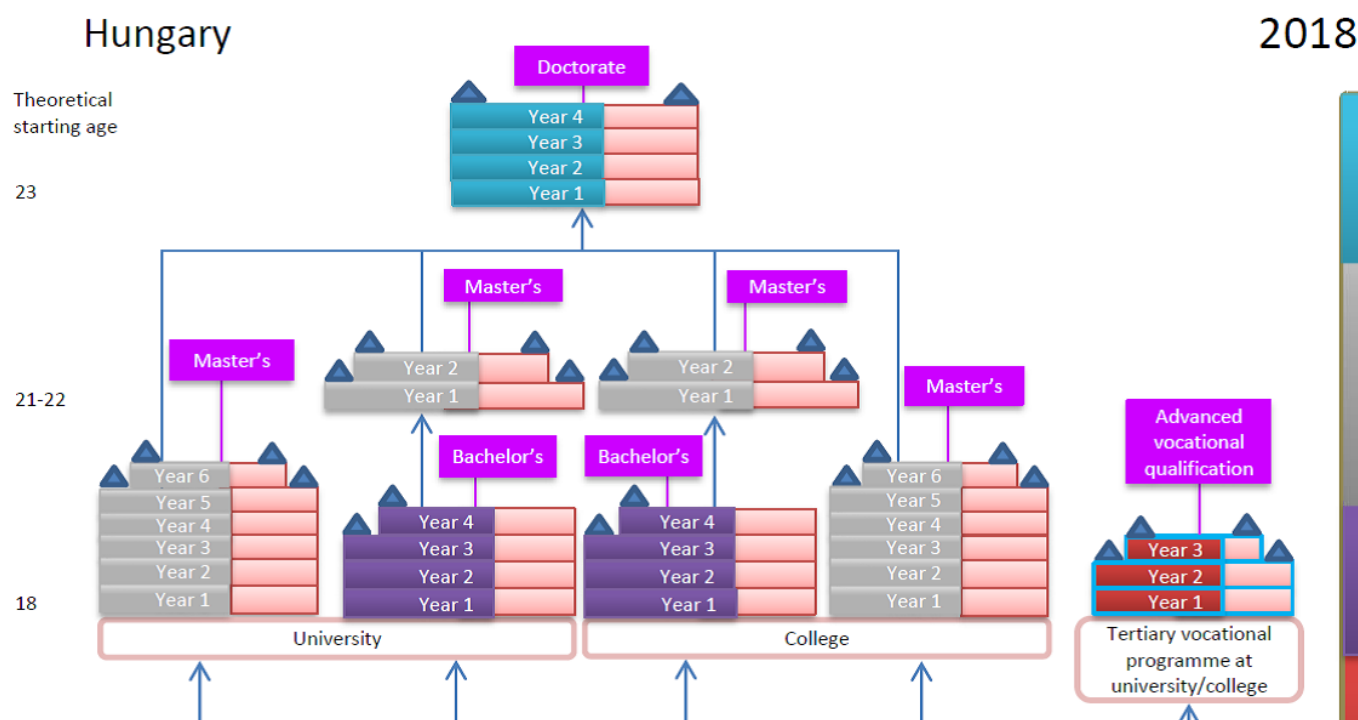 Hungary
2018
Theoretical
starting age
Doctorate
Year 4
Year 3
Year 2
Year 1
23
Master's
Master's
Master's
Master's
Year 2
Year 1
Year 2
Year 1
21-22
Advanced
vocational
qualification
Bachelor's
Bachelor's
Year 6
Year 5
Year 4
Year 3
Year 2
Year 1
Year 4
Year 3
Year 2
Year 1
Year 4
Year 3
Year 2
Year 1
Year 6
Year 5
Year 4
Year 3
Year 2
Year 1
Year 3
Year 2
Year 1
18
University
College
Tertiary vocational
programme at
university/college